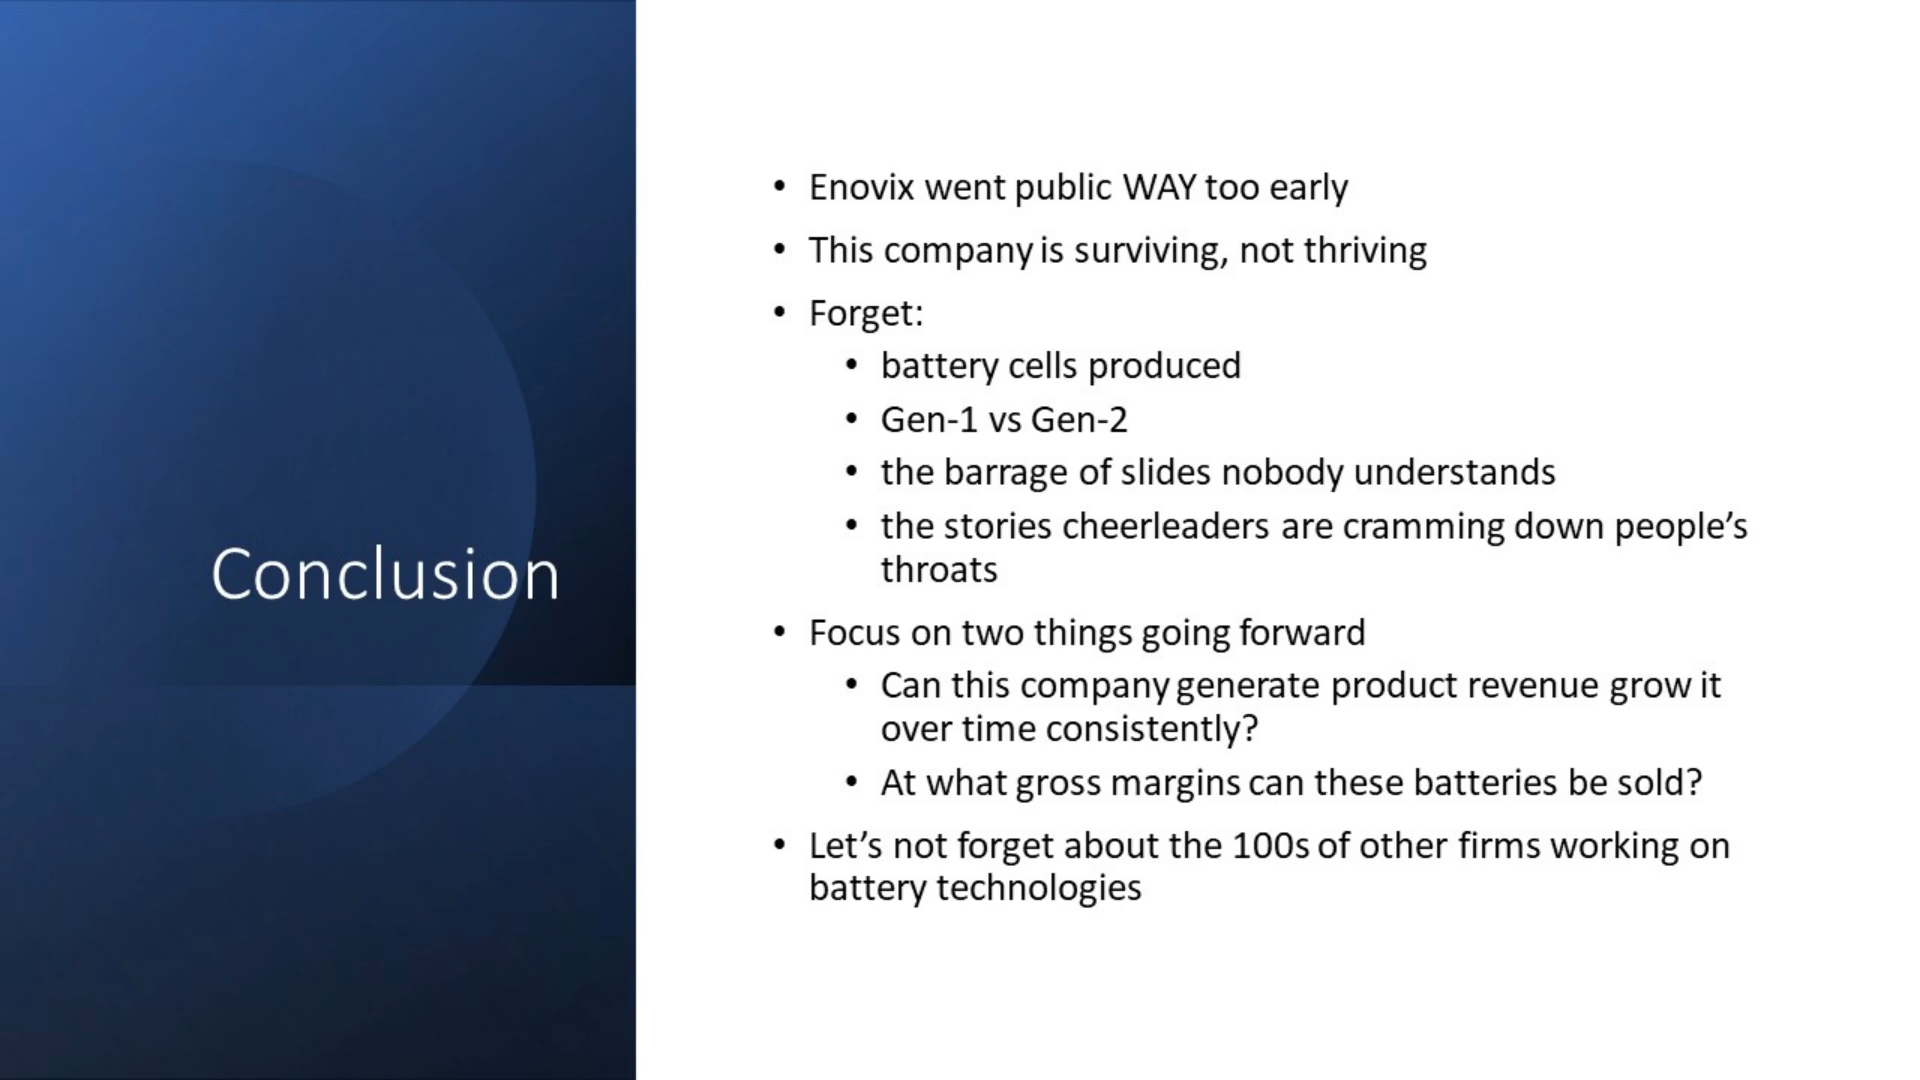 Conclusion
• Enovix went public WAY too early
• This company is surviving, not thriving
• Forget:
• battery cells produced
• Gen-1 vs Gen-2
• the barrage of slides nobody understands
• the stories cheerleaders are cramming down people’s
throats
• Focus on two things going forward
• Can this company generate product revenue grow it
over time consistently?
• At what gross margins can these batteries be sold?
• Let’s not forget about the 100s of other firms working on
battery technologies